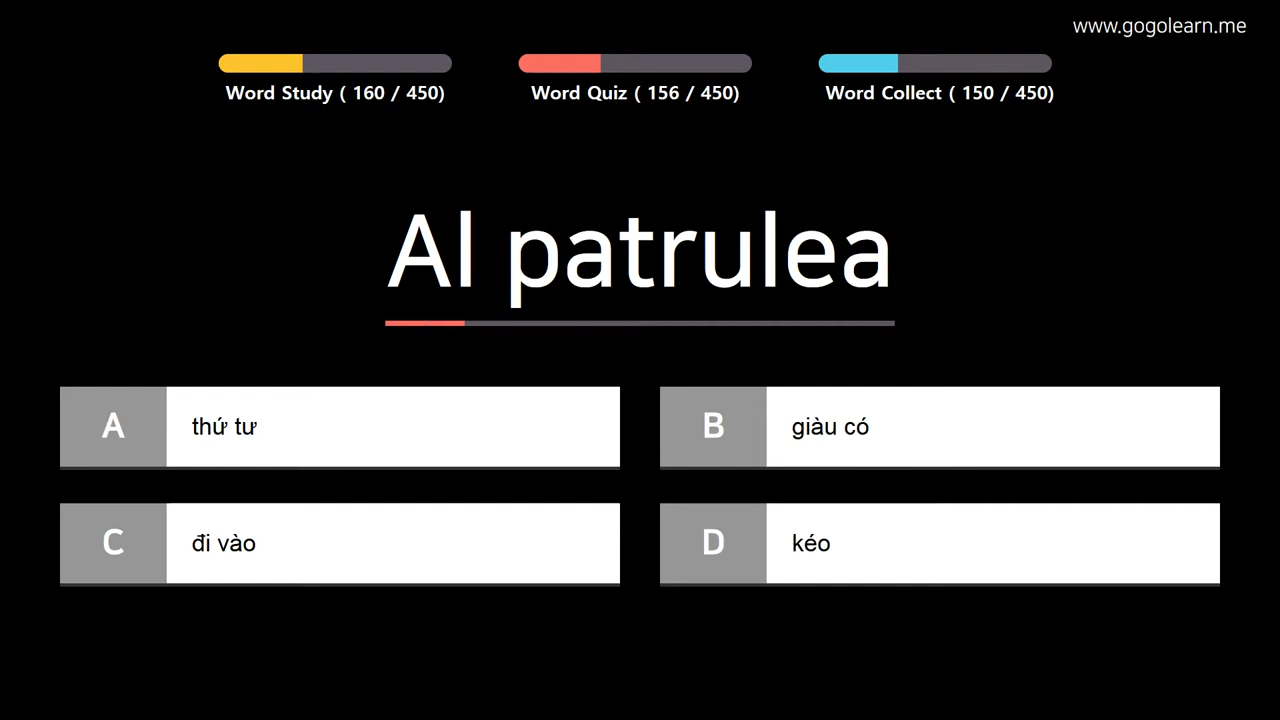 www.gogolearn.me
Word Study ( 160 / 450)
Word Quiz ( 156 / 450)
Word Collect ( 150 / 450)
Al patrulea
A
thứ tư
B
giàu có
C
đi vào
D
kéo